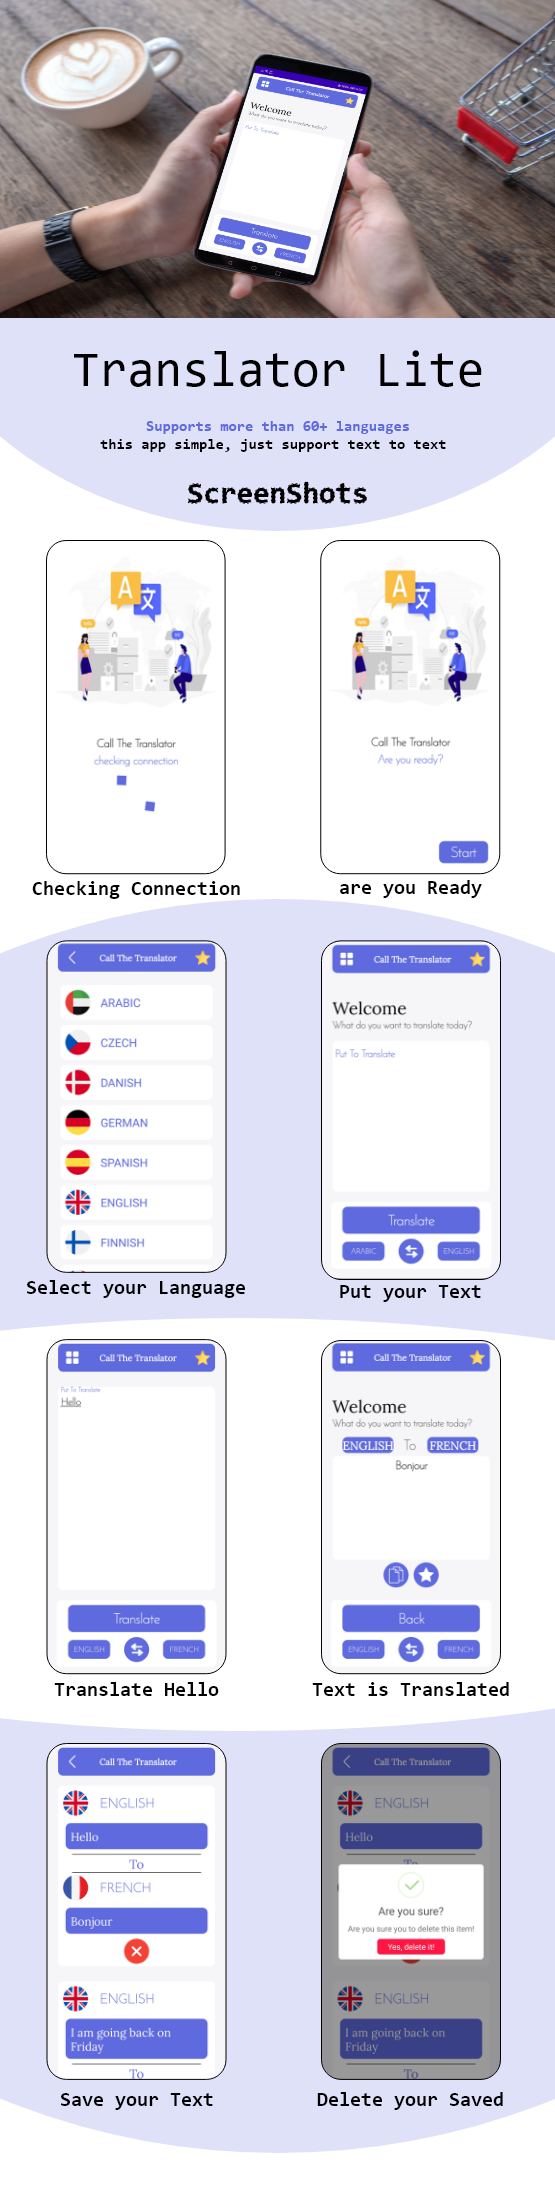 Call The Translator
Welcome
What do you want to translate today?
Put To Translate
Translate
ENGLISH
FRENCH
Translator Lite
Supports more than 60+ languages
this app simple, just support text to text
ScreenShots
A 文
Call The Translator
checking connection
Checking Connection
A 文
Call The Translator
Are you ready?
Start
are you Ready
Call The Translator
ARABIC
CZECH
DANISH
GERMAN
SPANISH
ENGLISH
FINNISH
Select your Language
Call The Translator
Welcome
What do you want to translate today?
Put To Translate
Translate
ARABIC ENGLISH
Put your Text
Call The Translator
Put To Translate
Hello
Translate
ENGLISH FRENCH
Translate Hello
Call The Translator
Welcome
What do you want to translate today?
ENGLISH To FRENCH
Bonjour
Back
ENGLISH FRENCH
Text is Translated
Call The Translator
ENGLISH
Hello
To
FRENCH
Bonjour
ENGLISH
I am going back on
Friday
To
Save your Text
Call The Translator
ENGLISH
Hello
To
Are you sure?
Are you sure you to delete this item!
Yes, delete it!
ENGLISH
I am going back on
Friday
To
Delete your Saved